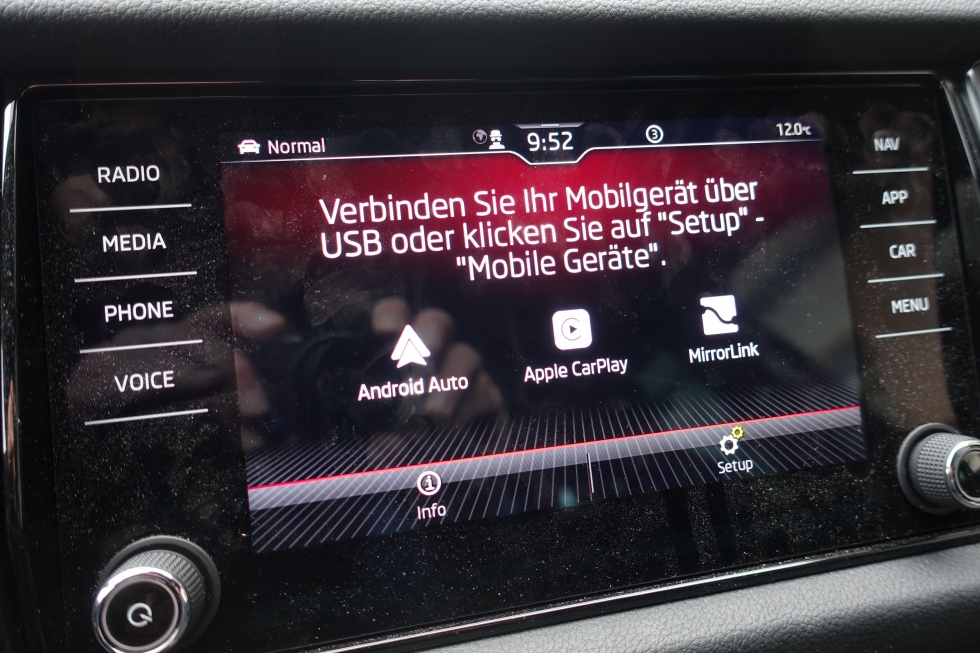 Normal
9:52
3
12.0°C
RADIO
MEDIA
PHONE
VOICE
Verbinden Sie Ihr Mobilgerät über
USB oder klicken Sie auf "Setup" -
"Mobile Geräte".
Android Auto
Apple CarPlay
MirrorLink
Info
Setup
NAV
APP
CAR
MENU